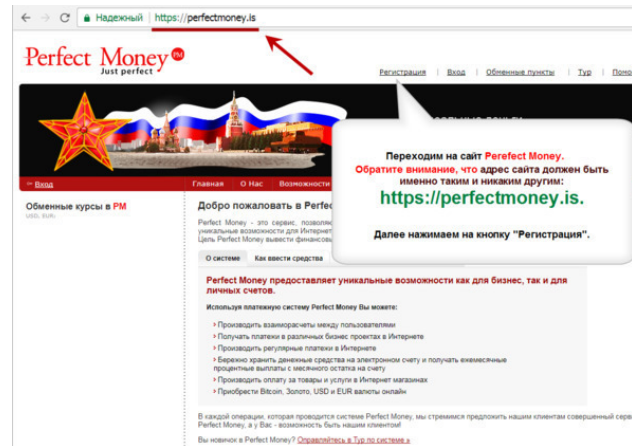 Надежный
https://perfectmoney.is
Perfect Money PM
Just perfect
Регистрация | Вход | Обменные пункты | Тур | Помо
Вход
Главная О Нас Возможности
Переходим на сайт Perefect Money.
Обратите внимание, что адрес сайта должен быть
именно таким и никаким другим:
https://perfectmoney.is.
Далее нажимаем на кнопку "Регистрация".
Обменные курсы в PM
USD, EUR:
Добро пожаловать в Perfec
Perfect Money - это сервис, позволяю
уникальные возможности для Интернет
Цель Perfect Money вывести финансовы
О системе Как ввести средства
Perfect Money предоставляет уникальные возможности как для бизнес, так и для
личных счетов.
Используя платежную систему Perfect Money Вы можете:
> Производить взаиморасчеты между пользователями
> Получать платежи в различных бизнес проектах в Интернете
> Производить регулярные платежи в Интернете
> Бережно хранить денежные средства на электронном счету и получать ежемесячные
процентные выплаты с месячного остатка на счету
> Производить оплату за товары и услуги в Интернет магазинах
> Приобрести Bitcoin, Золото, USD и EUR валюты онлайн
В каждой операции, которая проводится системе Perfect Money, мы стремимся предложить нашим клиентам совершенный серв
Perfect Money, а у Вас - возможность быть нашим клиентом!
Вы новичок в Perfect Money? Оправляйтесь в Тур по системе »